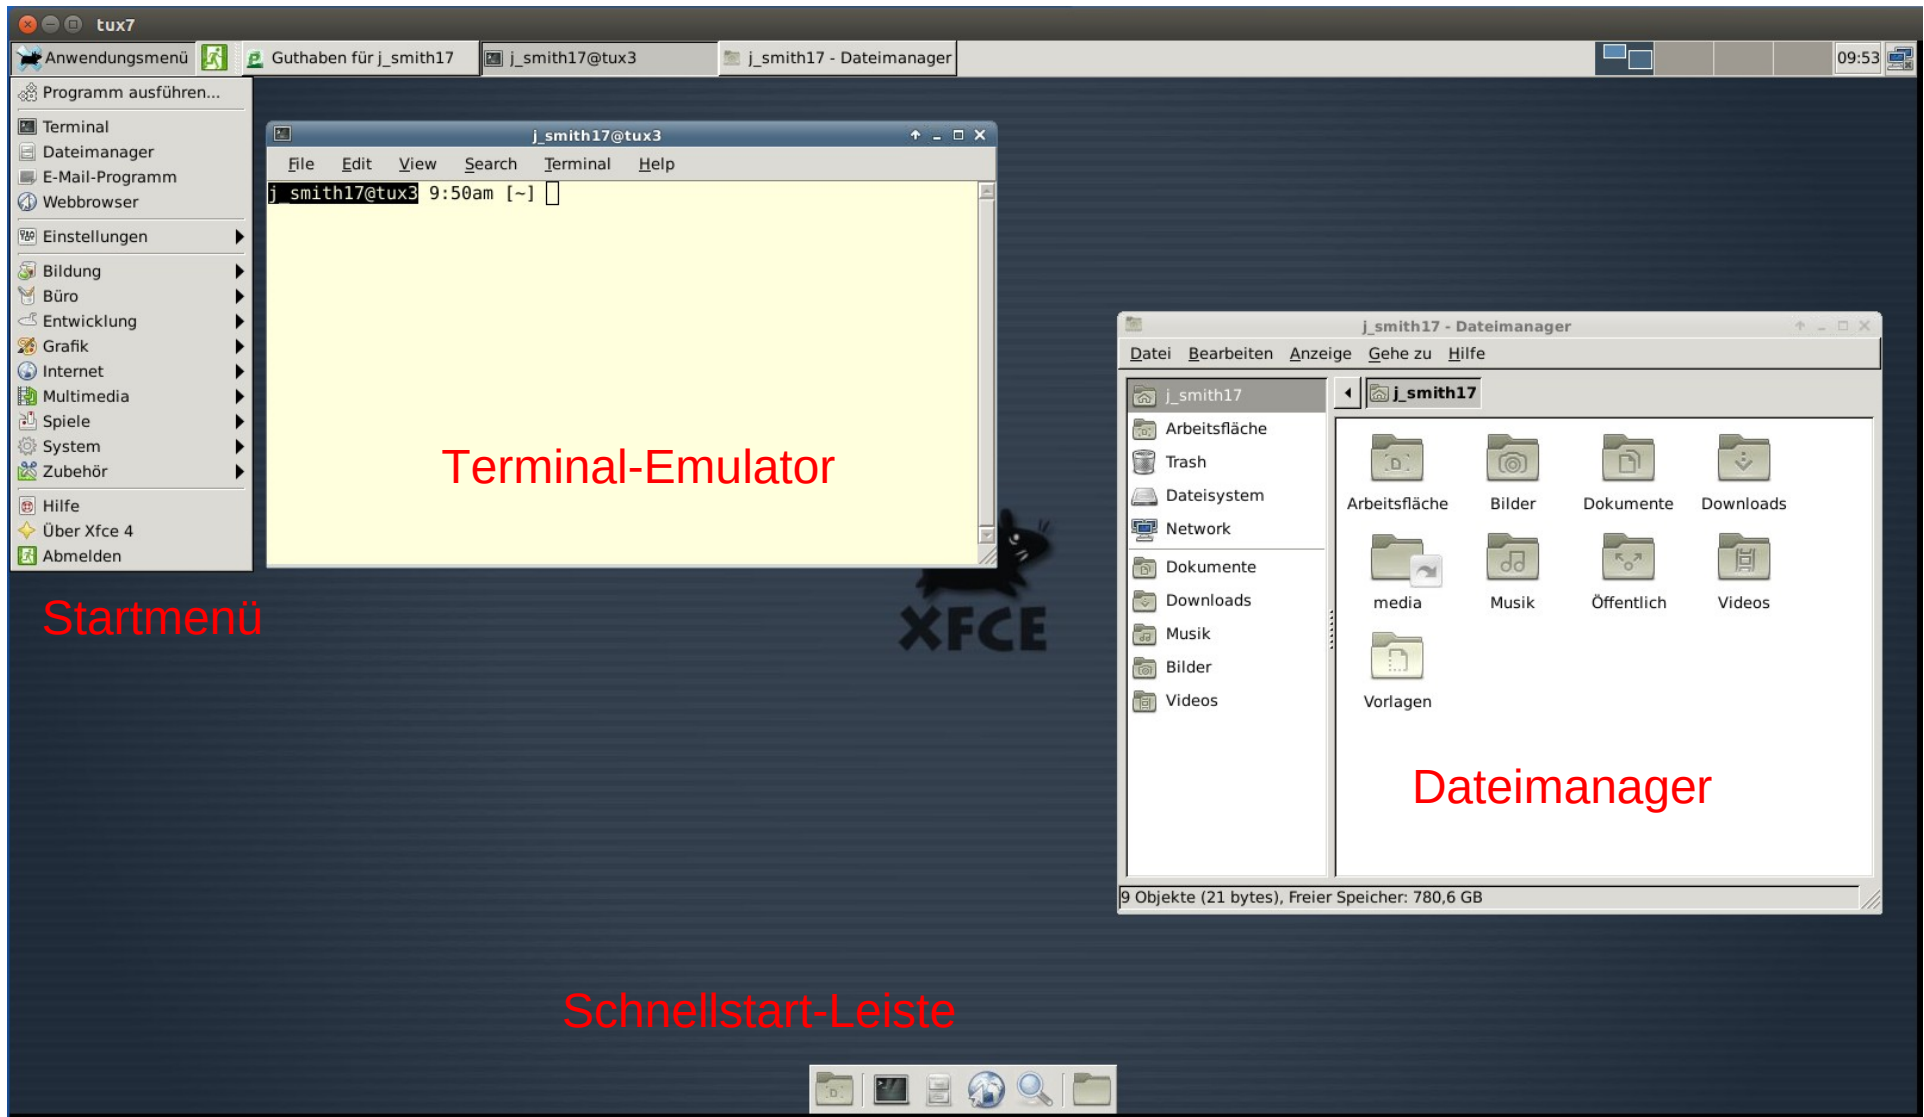 tux7
Anwendungsmenü
Guthaben für j_smith17
j_smith17@tux3
j_smith17 - Dateimanager
09:53
Programm ausführen...
Terminal
Dateimanager
E-Mail-Programm
Webbrowser
Einstellungen
Bildung
Büro
Entwicklung
Grafik
Internet
Multimedia
Spiele
System
Zubehör
Hilfe
Über Xfce 4
Abmelden
Startmenü
j_smith17@tux3
File Edit View Search Terminal Help
j_smith17@tux3 9:50am [~]
Terminal-Emulator
XFCE
j_smith17 - Dateimanager
Datei Bearbeiten Anzeige Gehe zu Hilfe
j_smith17
Arbeitsfläche
Trash
Dateisystem
Network
Dokumente
Downloads
Musik
Bilder
Videos
j_smith17
Arbeitsfläche Bilder Dokumente Downloads
media Musik Öffentlich Videos
Vorlagen
Dateimanager
9 Objekte (21 bytes), Freier Speicher: 780,6 GB
Schnellstart-Leiste